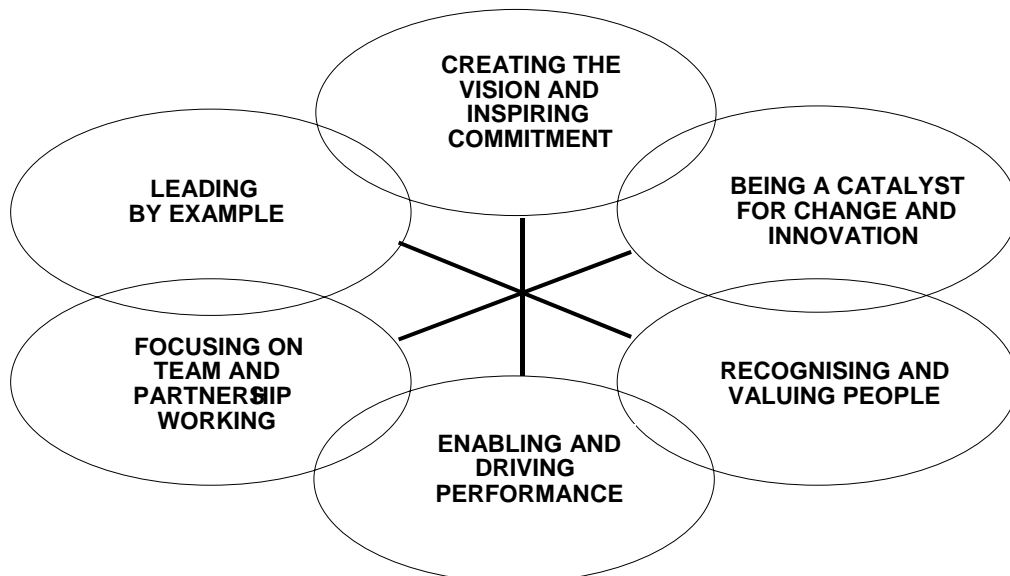 CREATING THE
VISION AND
INSPIRING
COMMITMENT
LEADING
BY EXAMPLE
BEING A CATALYST
FOR CHANGE AND
INNOVATION
FOCUSING ON
TEAM AND
PARTNERSHIP
WORKING
RECOGNISING AND
VALUING PEOPLE
ENABLING AND
DRIVING
PERFORMANCE